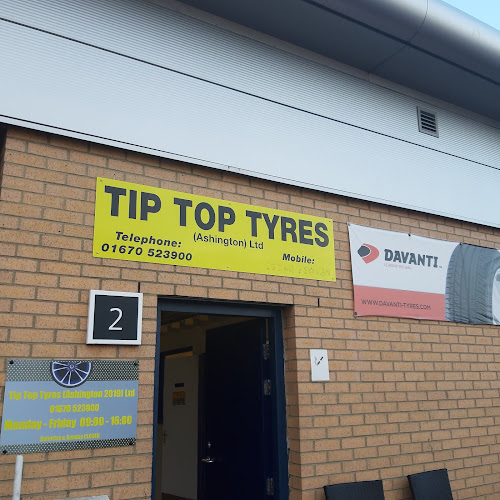 TIP TOP TYRES
(Ashington) Ltd
Telephone:
01670 523900
Mobile:
DAVANTI
WWW.DAVANTI-TYRES.COM
2
Tip Top Tyres (Ashington 2019) Ltd
01670 523900
Monday - Friday 09:00 - 16:00